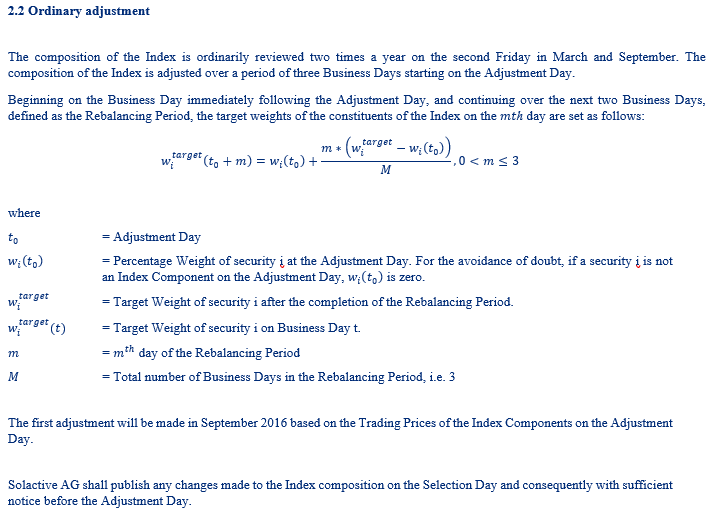 2.2 Ordinary adjustment
The composition of the Index is ordinarily reviewed two times a year on the second Friday in March and September. The
composition of the Index is adjusted over a period of three Business Days starting on the Adjustment Day.
Beginning on the Business Day immediately following the Adjustment Day, and continuing over the next two Business Days,
defined as the Rebalancing Period, the target weights of the constituents of the Index on the mth day are set as follows:
w_i^target(t_0 + m) = w_i(t_0) + m * (w_i^target − w_i(t_0)) / M , 0 < m ≤ 3
where
t_0 = Adjustment Day
w_i(t_0) = Percentage Weight of security i at the Adjustment Day. For the avoidance of doubt, if a security i is not
an Index Component on the Adjustment Day, w_i(t_0) is zero.
w_i^target = Target Weight of security i after the completion of the Rebalancing Period.
w_i^target(t) = Target Weight of security i on Business Day t.
m = m^th day of the Rebalancing Period
M = Total number of Business Days in the Rebalancing Period, i.e. 3
The first adjustment will be made in September 2016 based on the Trading Prices of the Index Components on the Adjustment
Day.
Solactive AG shall publish any changes made to the Index composition on the Selection Day and consequently with sufficient
notice before the Adjustment Day.